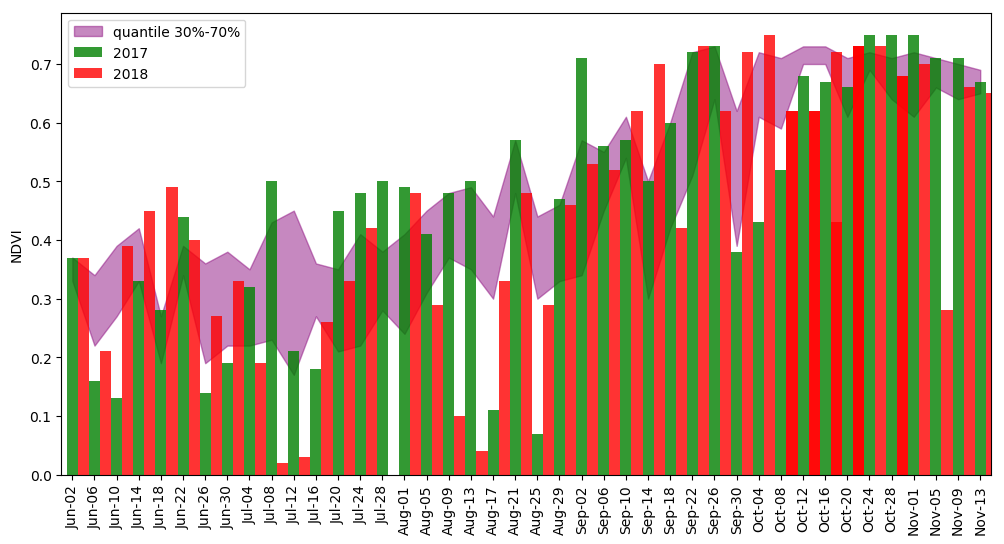 quantile 30%-70%
2017
2018
NDVI
0.7
0.6
0.5
0.4
0.3
0.2
0.1
0.0
Jun-02
Jun-06
Jun-10
Jun-14
Jun-18
Jun-22
Jun-26
Jun-30
Jul-04
Jul-08
Jul-12
Jul-16
Jul-20
Jul-24
Jul-28
Aug-01
Aug-05
Aug-09
Aug-13
Aug-17
Aug-21
Aug-25
Aug-29
Sep-02
Sep-06
Sep-10
Sep-14
Sep-18
Sep-22
Sep-26
Sep-30
Oct-04
Oct-08
Oct-12
Oct-16
Oct-20
Oct-24
Oct-28
Nov-01
Nov-05
Nov-09
Nov-13